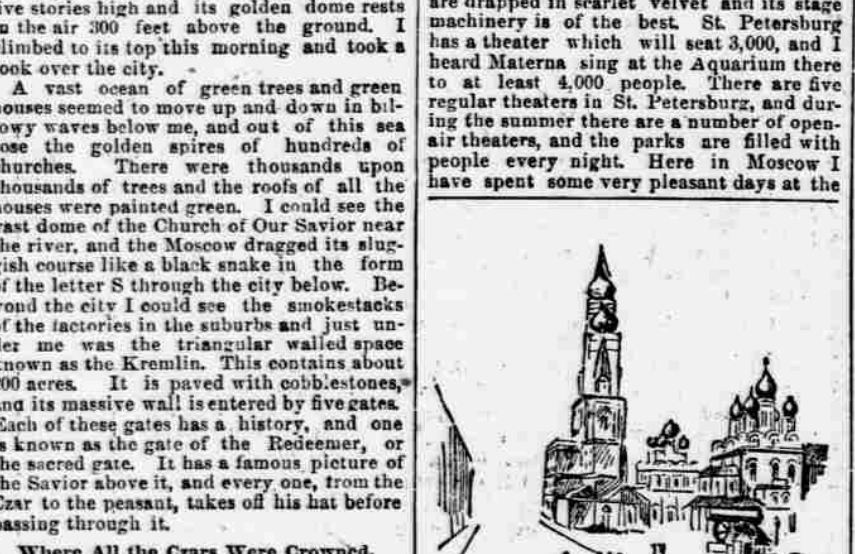 ive stories high and its golden dome rests
n the air 300 feet above the ground. I
limbed to its top this morning and took a
ook over the city.
A vast ocean of green trees and green
ouses seemed to move up and down in bil-
owy waves below me, and out of this sea
ose the golden spires of hundreds of
hurches. There were thousands upon
housands of trees and the roofs of all the
ouses were painted green. I could see the
ast dome of the Church of Our Savior near
he river, and the Moscow dragged its slug-
ish course like a black snake in the form
f the letter S through the city below. Be-
ond the city I could see the smokestacks
f the factories in the suburbs and just un-
er me was the triangular walled space
nown as the Kremlin. This contains about
00 acres. It is paved with cobblestones,
nd its massive wall is entered by five gates.
Each of these gates has a history, and one
s known as the gate of the Redeemer, or
he sacred gate. It has a famous picture of
he Savior above it, and every one, from the
Czar to the peasant, takes off his hat before
assing through it.
Where All the Czars Were Crowned.
are drapped in scarlet velvet and its stage
machinery is of the best. St. Petersburg
has a theater which will seat 3,000, and I
heard Materna sing at the Aquarium there
to at least 4,000 people. There are five
regular theaters in St. Petersburg, and dur-
ing the summer there are a number of open-
air theaters, and the parks are filled with
people every night. Here in Moscow I
have spent some very pleasant days at the